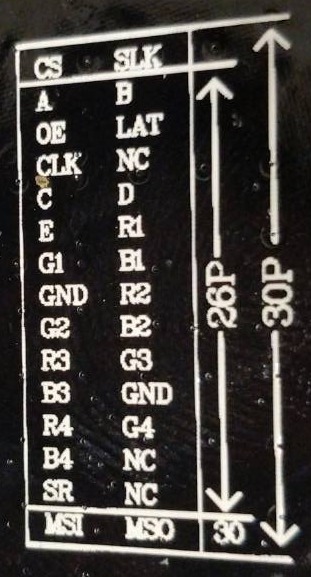 CS SLK
A B
OE LAT
CLK NC
C D
E R1
G1 B1
GND R2
G2 B2
R3 G3
B3 GND
R4 G4
B4 NC
SR NC
MSI MSO 30
26P
30P